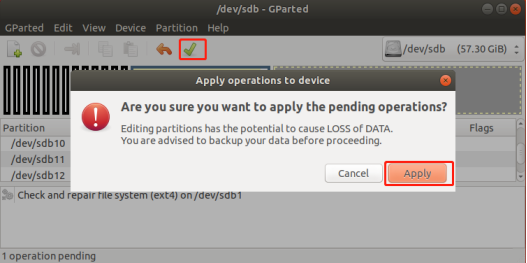 /dev/sdb - GParted
GParted Edit View Device Partition Help
/dev/sdb (57.30 GiB)
Apply operations to device
Are you sure you want to apply the pending operations?
Editing partitions has the potential to cause LOSS of DATA.
You are advised to backup your data before proceeding.
Cancel Apply
Partition Flags
/dev/sdb10
/dev/sdb11
/dev/sdb12
Check and repair file system (ext4) on /dev/sdb1
1 operation pending